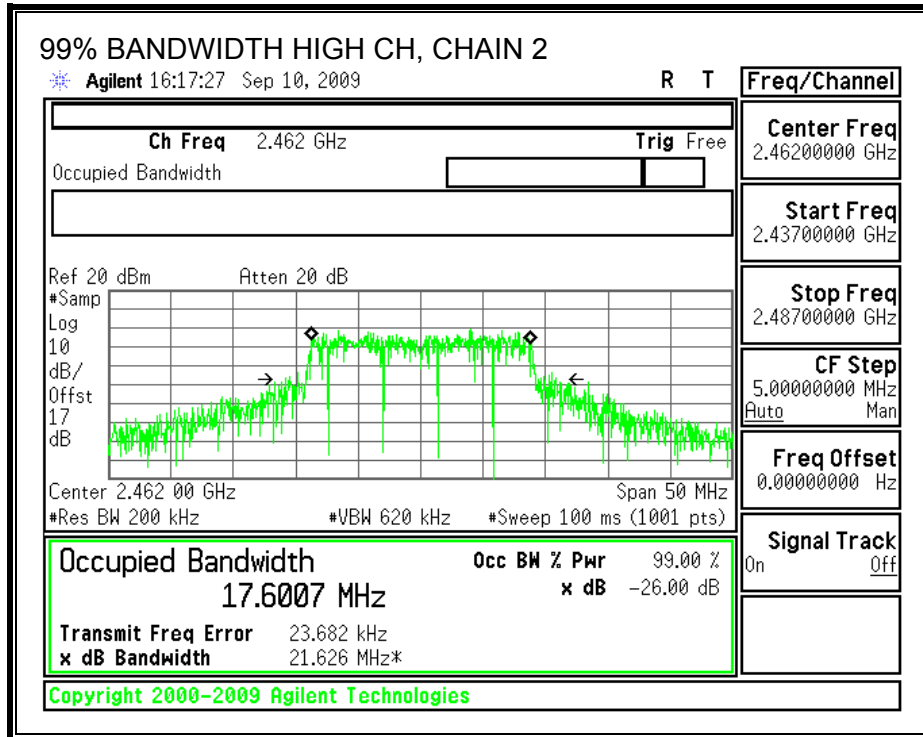 99% BANDWIDTH HIGH CH, CHAIN 2
Agilent 16:17:27 Sep 10, 2009 R T
Ch Freq 2.462 GHz Trig Free
Occupied Bandwidth
Ref 20 dBm Atten 20 dB
#Samp
Log
10
dB/
Offst
17
dB
Center 2.462 00 GHz Span 50 MHz
#Res BW 200 kHz #VBW 620 kHz #Sweep 100 ms (1001 pts)
Occupied Bandwidth Occ BW % Pwr 99.00 %
17.6007 MHz x dB -26.00 dB
Transmit Freq Error 23.682 kHz
x dB Bandwidth 21.626 MHz*
Copyright 2000-2009 Agilent Technologies
Freq/Channel
Center Freq
2.46200000 GHz
Start Freq
2.43700000 GHz
Stop Freq
2.48700000 GHz
CF Step
5.00000000 MHz
Auto Man
Freq Offset
0.00000000 Hz
Signal Track
On Off